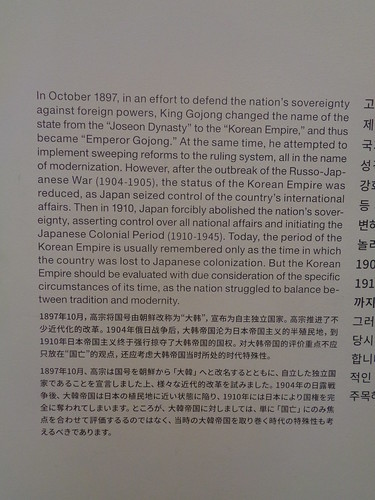 In October 1897, in an effort to defend the nation's sovereignty
against foreign powers, King Gojong changed the name of the
state from the "Joseon Dynasty" to the "Korean Empire," and thus
became "Emperor Gojong." At the same time, he attempted to
implement sweeping reforms to the ruling system, all in the name
of modernization. However, after the outbreak of the Russo-Jap-
anese War (1904-1905), the status of the Korean Empire was
reduced, as Japan seized control of the country's international
affairs. Then in 1910, Japan forcibly abolished the nation's sover-
eignty, asserting control over all national affairs and initiating the
Japanese Colonial Period (1910-1945). Today, the period of the
Korean Empire is usually remembered only as the time in which
the country was lost to Japanese colonization. But the Korean
Empire should be evaluated with due consideration of the specific
circumstances of its time, as the nation struggled to balance be-
tween tradition and modernity.
1897年10月，高宗将国号由朝鲜改称为“大韩”，宣布为自主独立国家。高宗推进了不
少近代化的改革。1904年俄日战争后，大韩帝国沦为日本帝国主义的半殖民地，到
1910年日本帝国主义终于强行掠夺了大韩帝国的国权。对大韩帝国的评价重点不应
只放在“国亡”的观点，还应考虑大韩帝国当时所处的时代特殊性。
1897年10月、高宗は国号を朝鮮から「大韓」へと改名するとともに、自立した独立国
家であることを宣言しました上、様々な近代的改革を試みました。1904年の日露戦
争後、大韓帝国は日本の植民地に近い状態に陥り、1910年には日本により国権を完
全に奪われてしまいます。ところが、大韓帝国に対しましては、単に「国亡」にのみ焦
点を合わせて評価するのではなく、当時の大韓帝国を取り巻く時代の特殊性も考
えるべきであります。
고
제
국
성
강화
등
변하
놀
190
191
까지
그러
당시
합니
적인
주목하